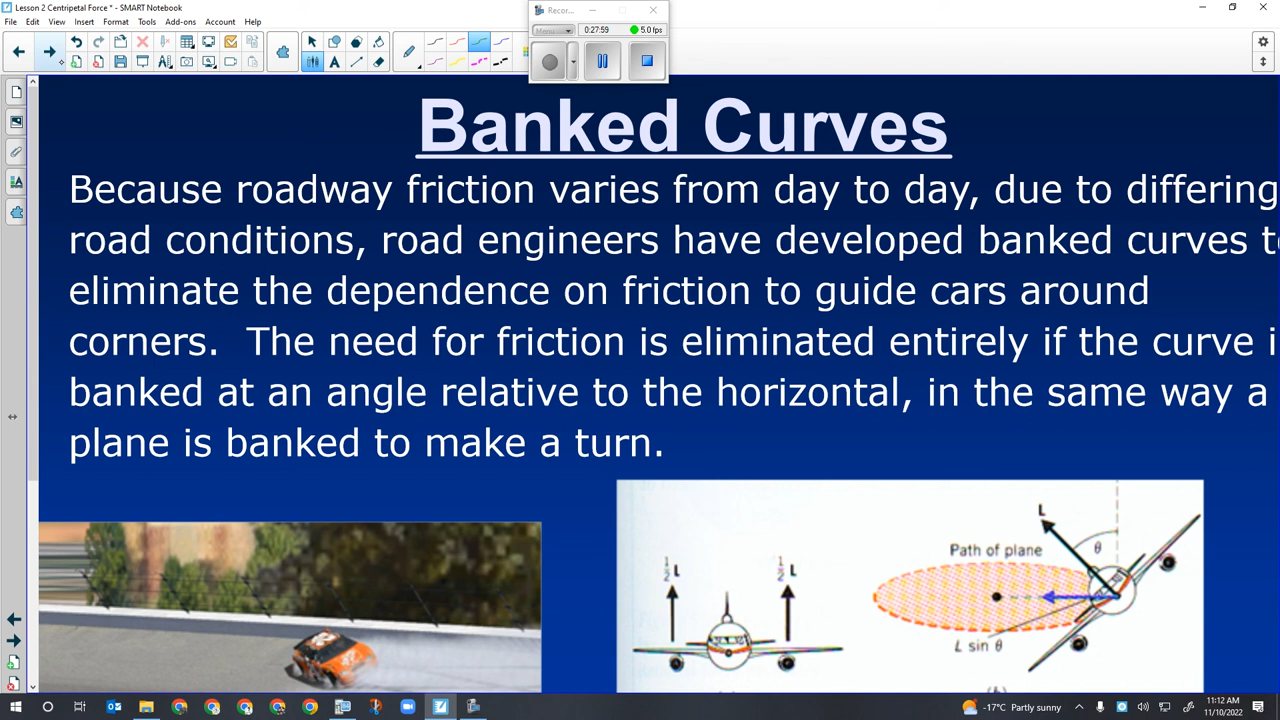 Lesson 2 Centripetal Force * - SMART Notebook
Recor...
File Edit View Insert Format Tools Add-ons Account Help
Menu
0:27:59
5.0 fps
Banked Curves
Because roadway friction varies from day to day, due to differing
road conditions, road engineers have developed banked curves t
eliminate the dependence on friction to guide cars around
corners. The need for friction is eliminated entirely if the curve i
banked at an angle relative to the horizontal, in the same way a
plane is banked to make a turn.
L
θ
Path of plane
½ L
½ L
L sin θ
-17°C Partly sunny
11:12 AM
11/10/2022